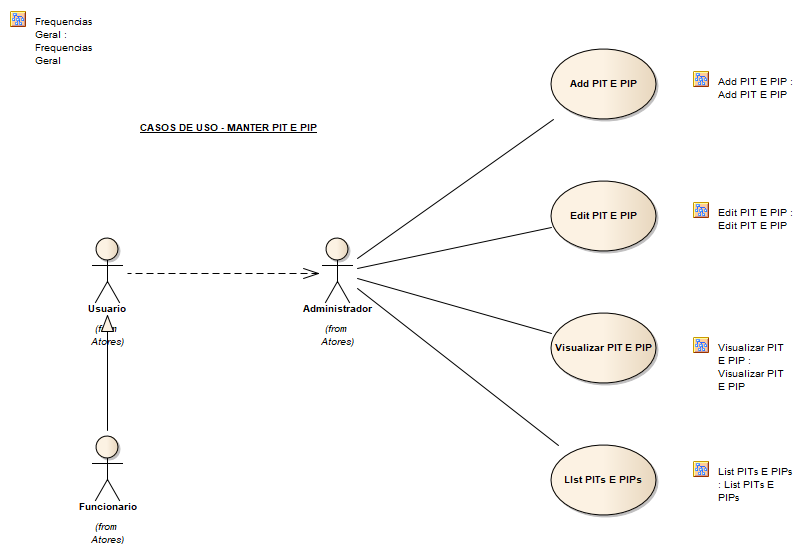 Frequencias
Geral :
Frequencias
Geral
CASOS DE USO - MANTER PIT E PIP
Add PIT E PIP
Add PIT E PIP :
Add PIT E PIP
Edit PIT E PIP
Edit PIT E PIP :
Edit PIT E PIP
Usuario
(from
Atores)
Administrador
(from
Atores)
Visualizar PIT E PIP
Visualizar PIT
E PIP :
Visualizar PIT
E PIP
LIst PITs E PIPs
List PITs E PIPs
: List PITs E
PIPs
Funcionario
(from
Atores)